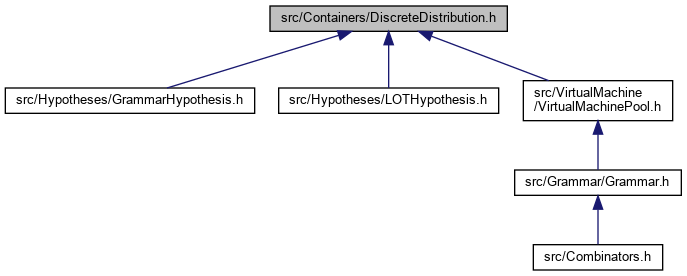 src/Containers/DiscreteDistribution.h
src/Hypotheses/GrammarHypothesis.h
src/Hypotheses/LOTHypothesis.h
src/VirtualMachine
/VirtualMachinePool.h
src/Grammar/Grammar.h
src/Combinators.h